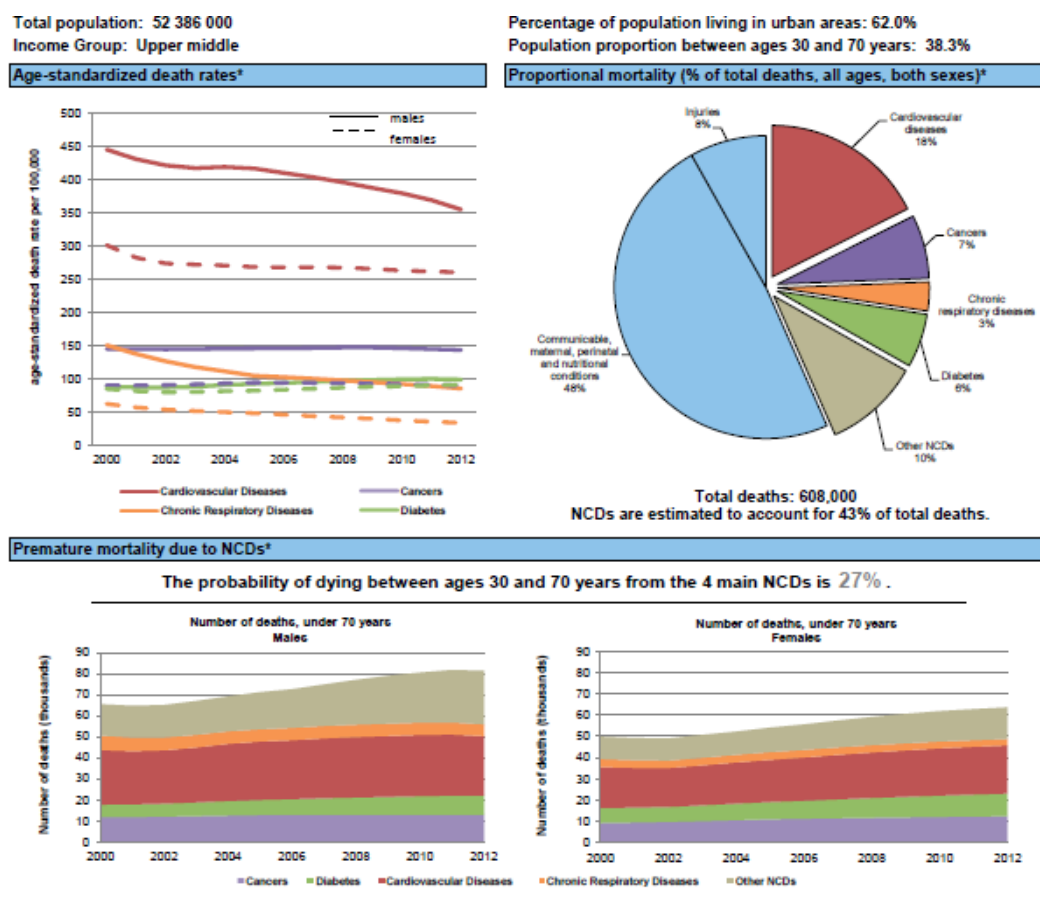 Total population: 52 386 000
Income Group: Upper middle
Percentage of population living in urban areas: 62.0%
Population proportion between ages 30 and 70 years: 38.3%
Age-standardized death rates*
Proportional mortality (% of total deaths, all ages, both sexes)*
age-standardized death rate per 100,000
500
450
400
350
300
250
200
150
100
50
0
males
females
2000
2002
2004
2006
2008
2010
2012
Cardiovascular Diseases
Cancers
Chronic Respiratory Diseases
Diabetes
Injuries
8%
Cardiovascular
diseases
18%
Cancers
7%
Chronic
respiratory diseases
3%
Diabetes
6%
Other NCDs
10%
Communicable,
maternal, perinatal
and nutritional
conditions
48%
Total deaths: 608,000
NCDs are estimated to account for 43% of total deaths.
Premature mortality due to NCDs*
The probability of dying between ages 30 and 70 years from the 4 main NCDs is 27% .
Number of deaths, under 70 years
Males
Number of deaths (thousands)
90
80
70
60
50
40
30
20
10
0
2000
2002
2004
2006
2008
2010
2012
Number of deaths, under 70 years
Females
Number of deaths (thousands)
90
80
70
60
50
40
30
20
10
0
2000
2002
2004
2006
2008
2010
2012
Cancers
Diabetes
Cardiovascular Diseases
Chronic Respiratory Diseases
Other NCDs